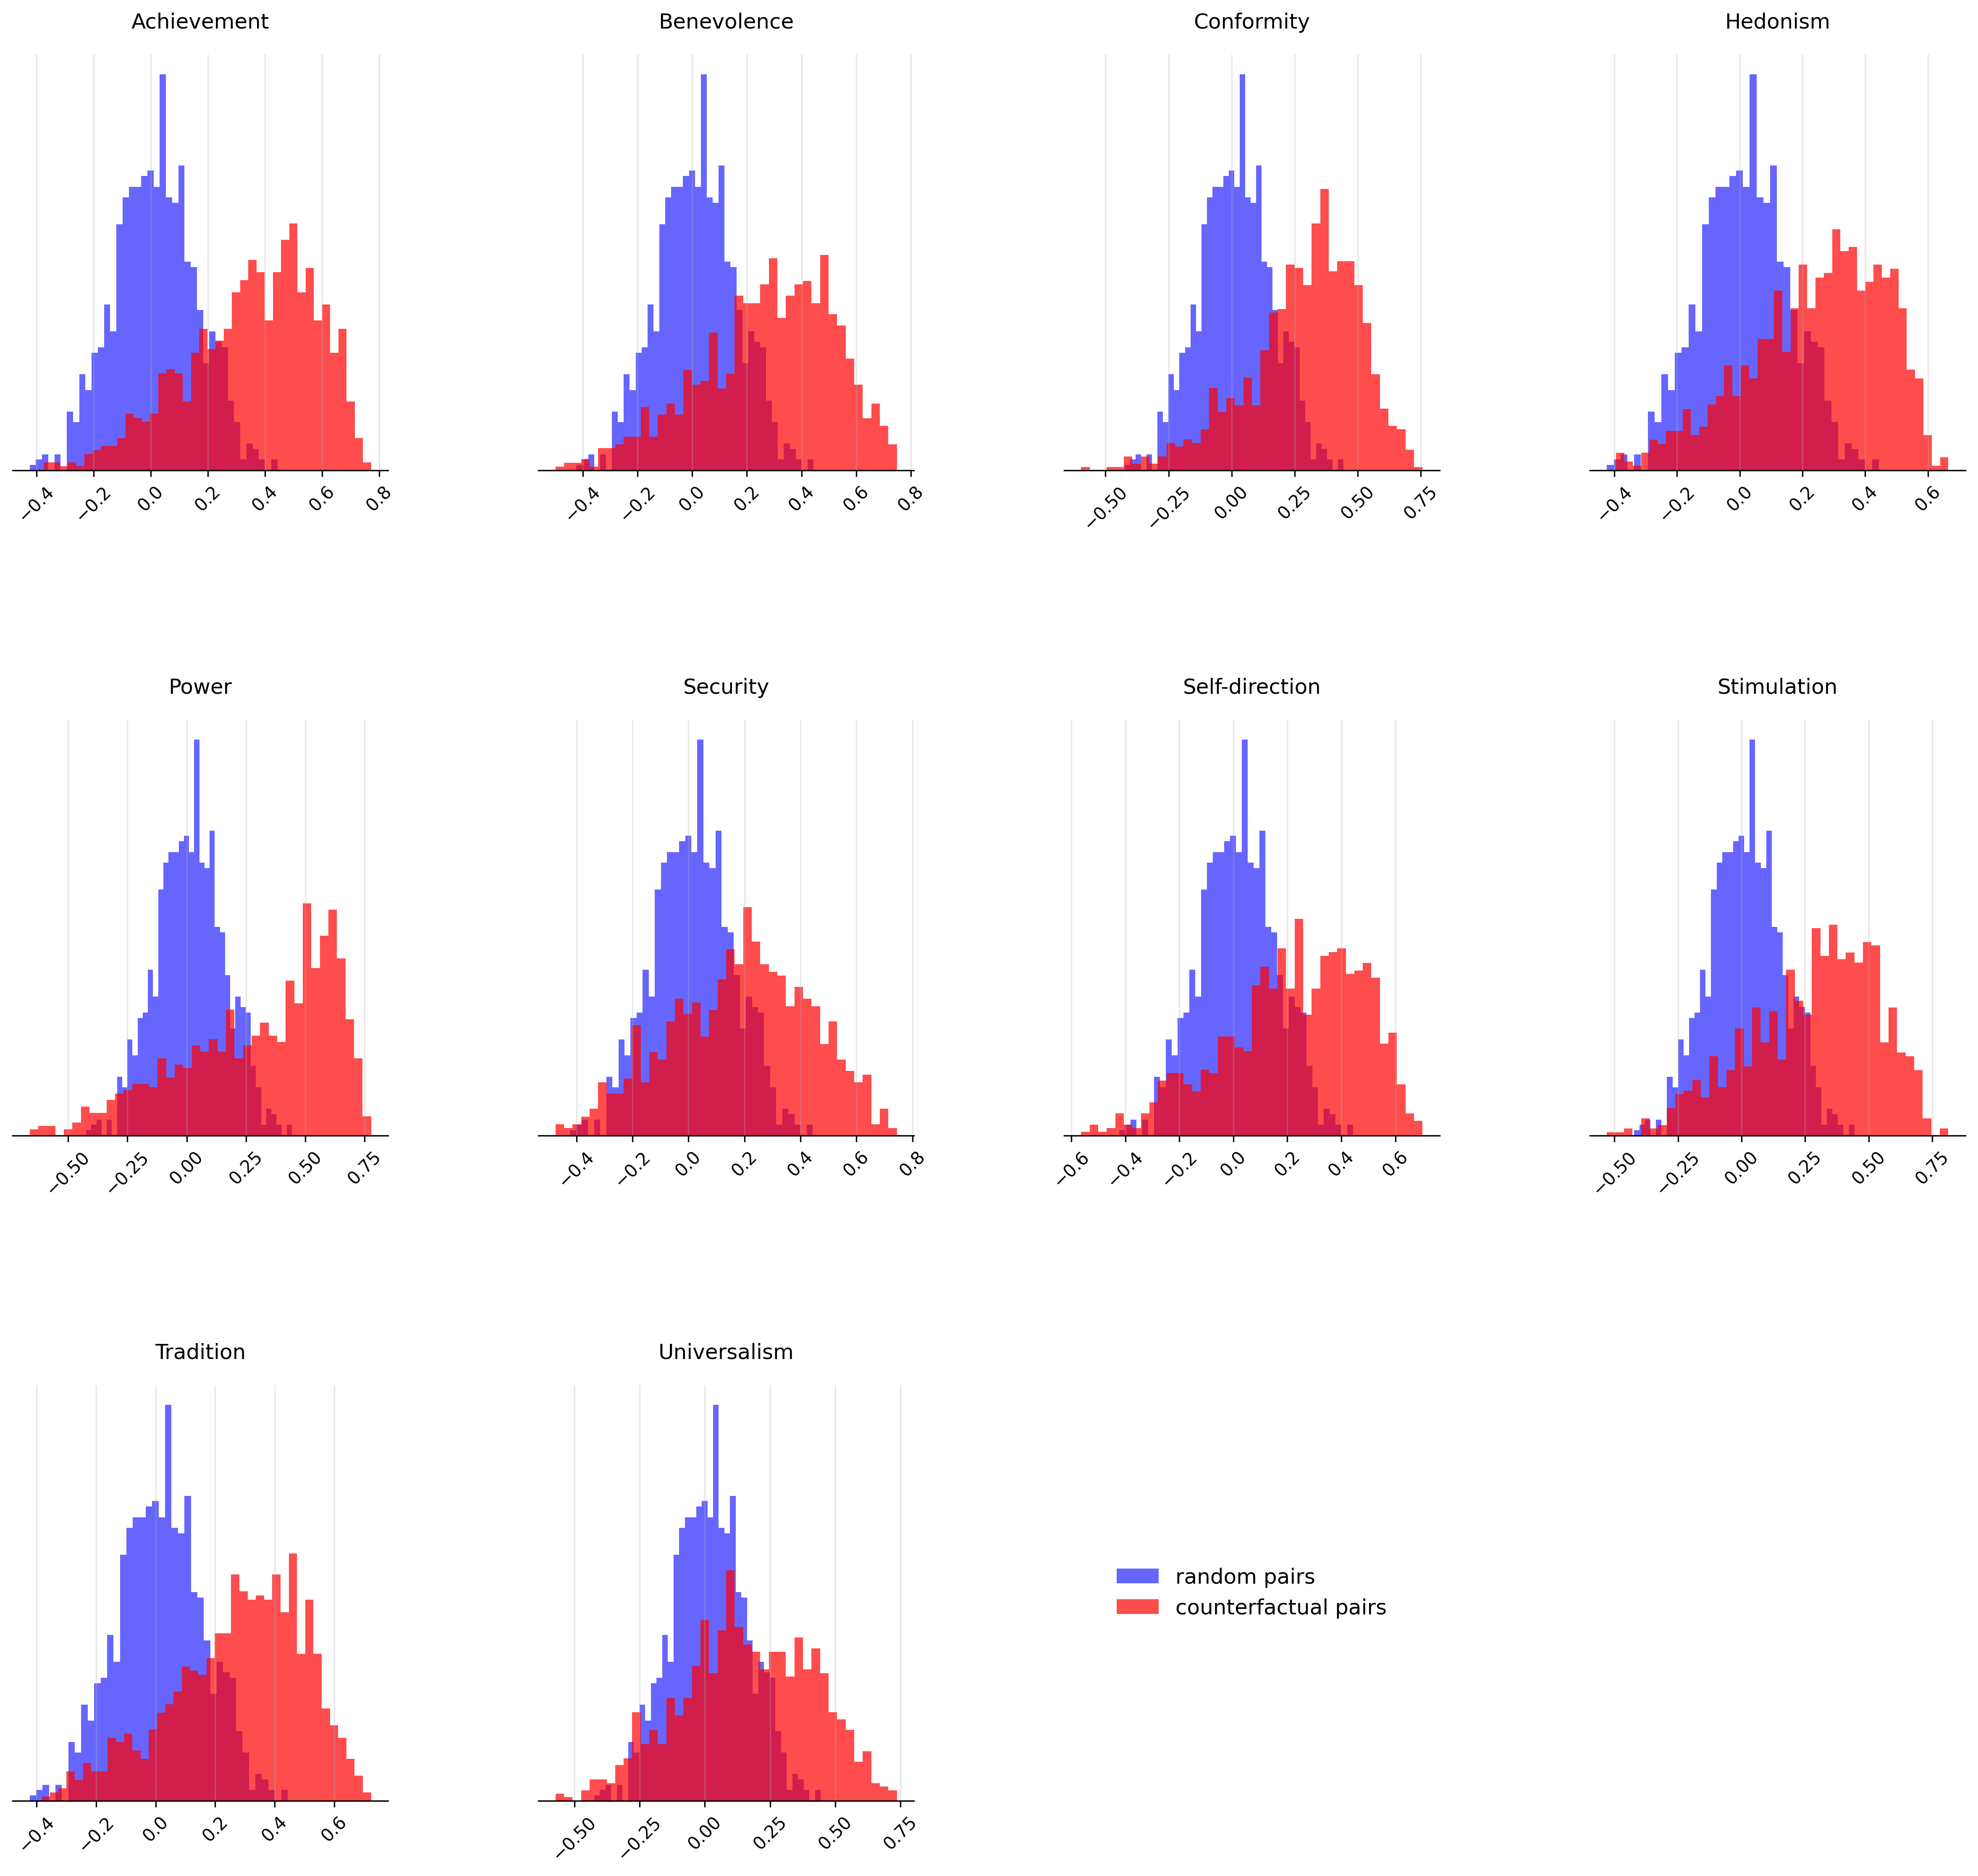 Achievement
Benevolence
Conformity
Hedonism
−0.4 −0.2 0.0 0.2 0.4 0.6 0.8
−0.4 −0.2 0.0 0.2 0.4 0.6 0.8
−0.50 −0.25 0.00 0.25 0.50 0.75
−0.4 −0.2 0.0 0.2 0.4 0.6
Power
Security
Self-direction
Stimulation
−0.50 −0.25 0.00 0.25 0.50 0.75
−0.4 −0.2 0.0 0.2 0.4 0.6 0.8
−0.6 −0.4 −0.2 0.0 0.2 0.4 0.6
−0.50 −0.25 0.00 0.25 0.50 0.75
Tradition
Universalism
random pairs
counterfactual pairs
−0.4 −0.2 0.0 0.2 0.4 0.6
−0.50 −0.25 0.00 0.25 0.50 0.75